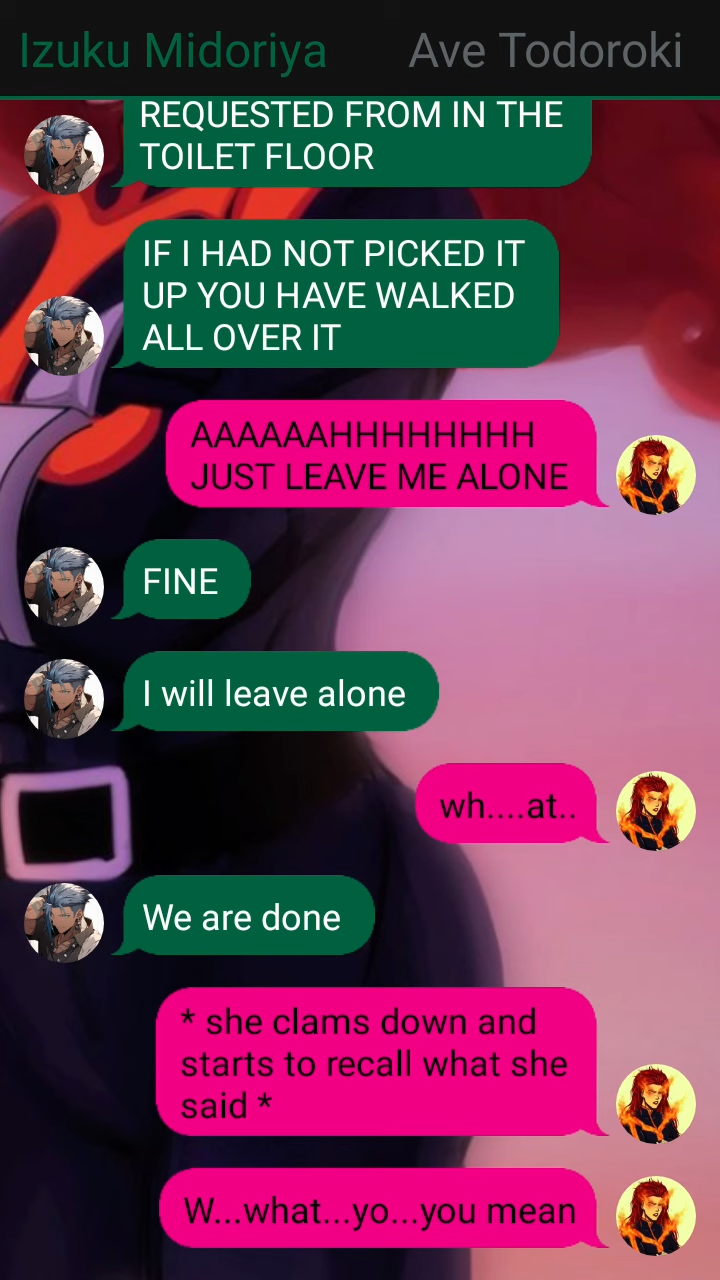 Izuku Midoriya Ave Todoroki
REQUESTED FROM IN THE
TOILET FLOOR
IF I HAD NOT PICKED IT
UP YOU HAVE WALKED
ALL OVER IT
AAAAAAHHHHHHHHH
JUST LEAVE ME ALONE
FINE
I will leave alone
wh....at..
We are done
* she clams down and
starts to recall what she
said *
W...what...yo...you mean